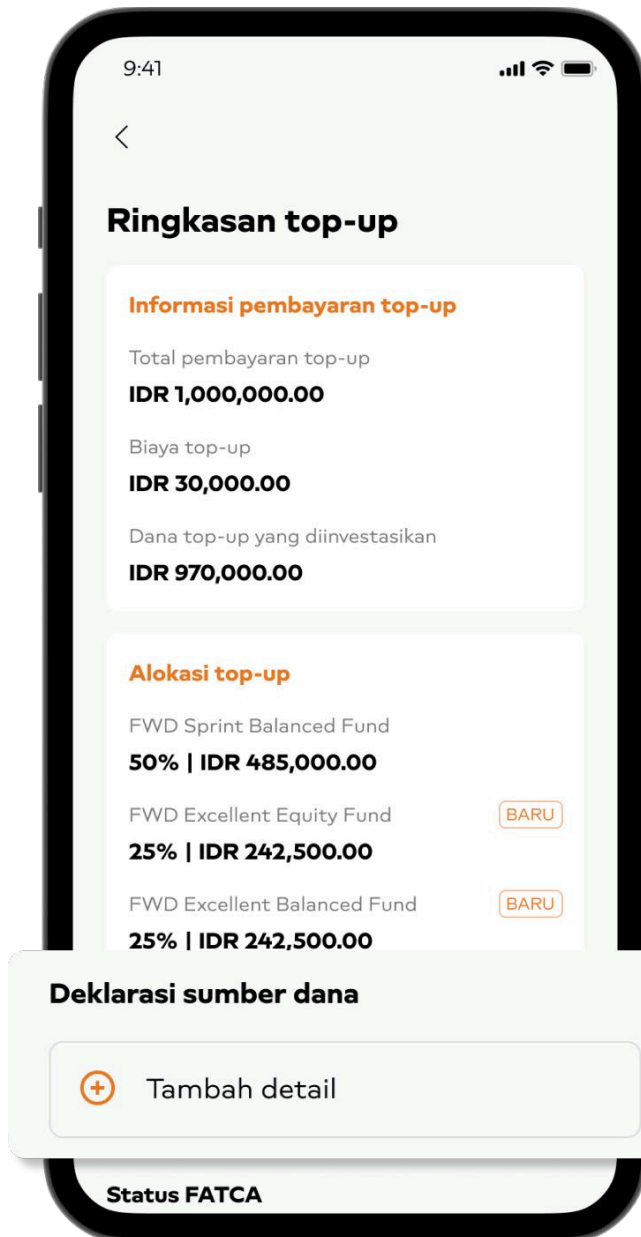 9:41
Ringkasan top-up
Informasi pembayaran top-up
Total pembayaran top-up
IDR 1,000,000.00
Biaya top-up
IDR 30,000.00
Dana top-up yang diinvestasikan
IDR 970,000.00
Alokasi top-up
FWD Sprint Balanced Fund
50% | IDR 485,000.00
FWD Excellent Equity Fund BARU
25% | IDR 242,500.00
FWD Excellent Balanced Fund BARU
25% | IDR 242,500.00
Deklarasi sumber dana
Tambah detail
Status FATCA